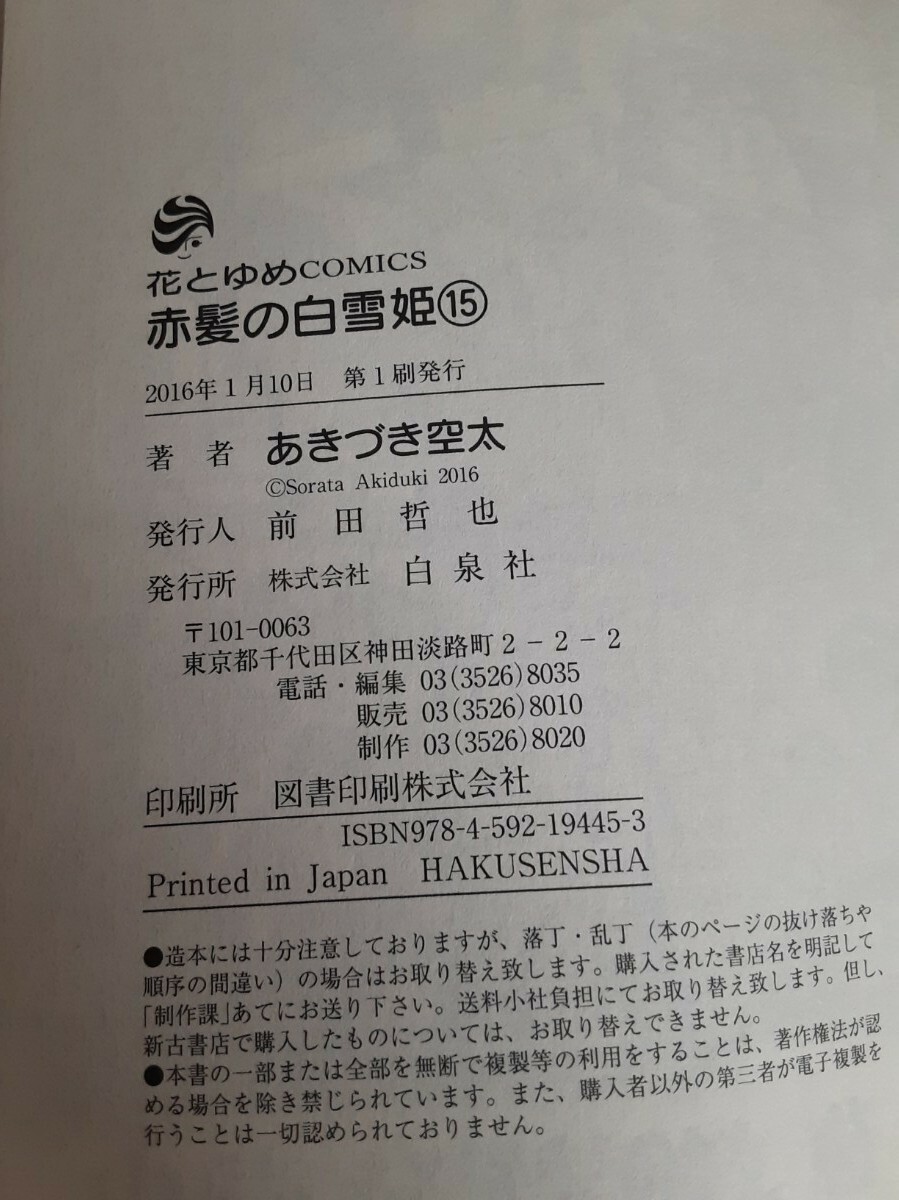 花とゆめCOMICS
赤髪の白雪姫⑮
2016年1月10日 第1刷発行
著者 あきづき空太
©Sorata Akiduki 2016
発行人 前田哲也
発行所 株式会社 白泉社
〒101-0063
東京都千代田区神田淡路町2-2-2
電話・編集 03(3526)8035
販売 03(3526)8010
制作 03(3526)8020
印刷所 図書印刷株式会社
ISBN978-4-592-19445-3
Printed in Japan HAKUSENSHA
●造本には十分注意しておりますが、落丁・乱丁(本のページの抜け落ちや
順序の間違い)の場合はお取り替え致します。購入された書店名を明記して
「制作課」あてにお送り下さい。送料小社負担にてお取り替え致します。但し、
新古書店で購入したものについては、お取り替えできません。
●本書の一部または全部を無断で複製等の利用をすることは、著作権法が認
める場合を除き禁じられています。また、購入者以外の第三者が電子複製を
行うことは一切認められておりません。